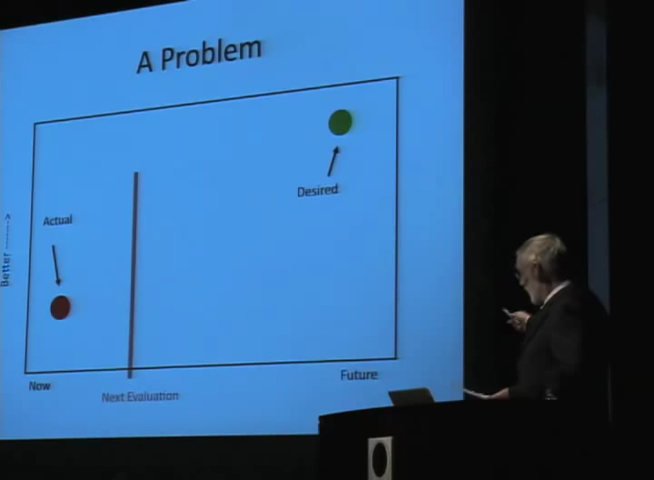 A Problem
Desired
Actual
Better ---->
Now
Next Evaluation
Future